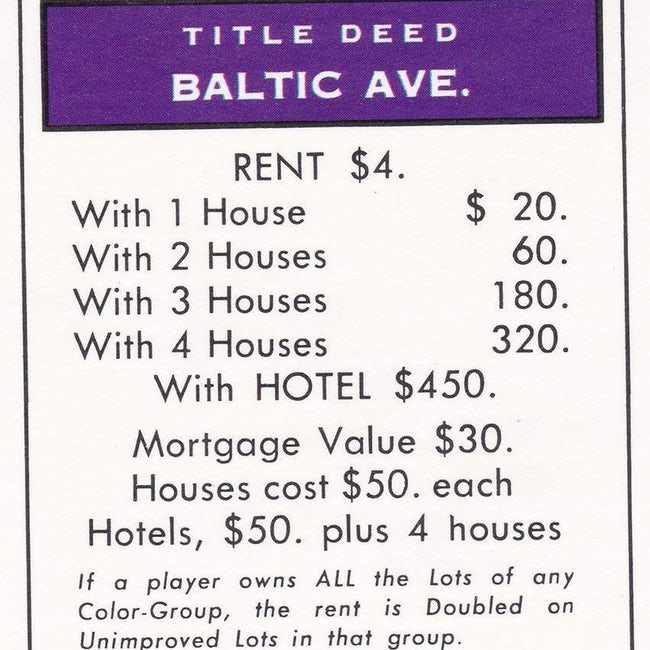 TITLE DEED
BALTIC AVE.
RENT $4.
With 1 House $ 20.
With 2 Houses 60.
With 3 Houses 180.
With 4 Houses 320.
With HOTEL $450.
Mortgage Value $30.
Houses cost $50. each
Hotels, $50. plus 4 houses
If a player owns ALL the Lots of any
Color-Group, the rent is Doubled on
Unimproved Lots in that group.